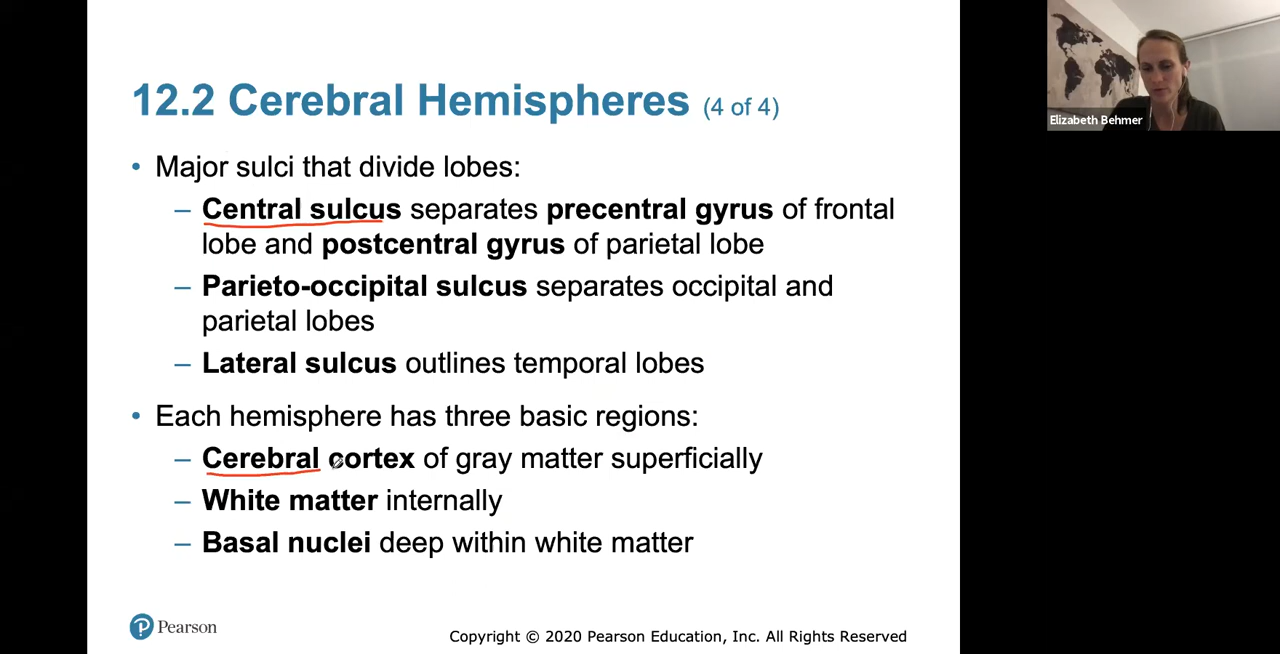 12.2 Cerebral Hemispheres (4 of 4)
• Major sulci that divide lobes:
– Central sulcus separates precentral gyrus of frontal
lobe and postcentral gyrus of parietal lobe
– Parieto-occipital sulcus separates occipital and
parietal lobes
– Lateral sulcus outlines temporal lobes
• Each hemisphere has three basic regions:
– Cerebral cortex of gray matter superficially
– White matter internally
– Basal nuclei deep within white matter
P Pearson
Copyright © 2020 Pearson Education, Inc. All Rights Reserved
Elizabeth Behmer